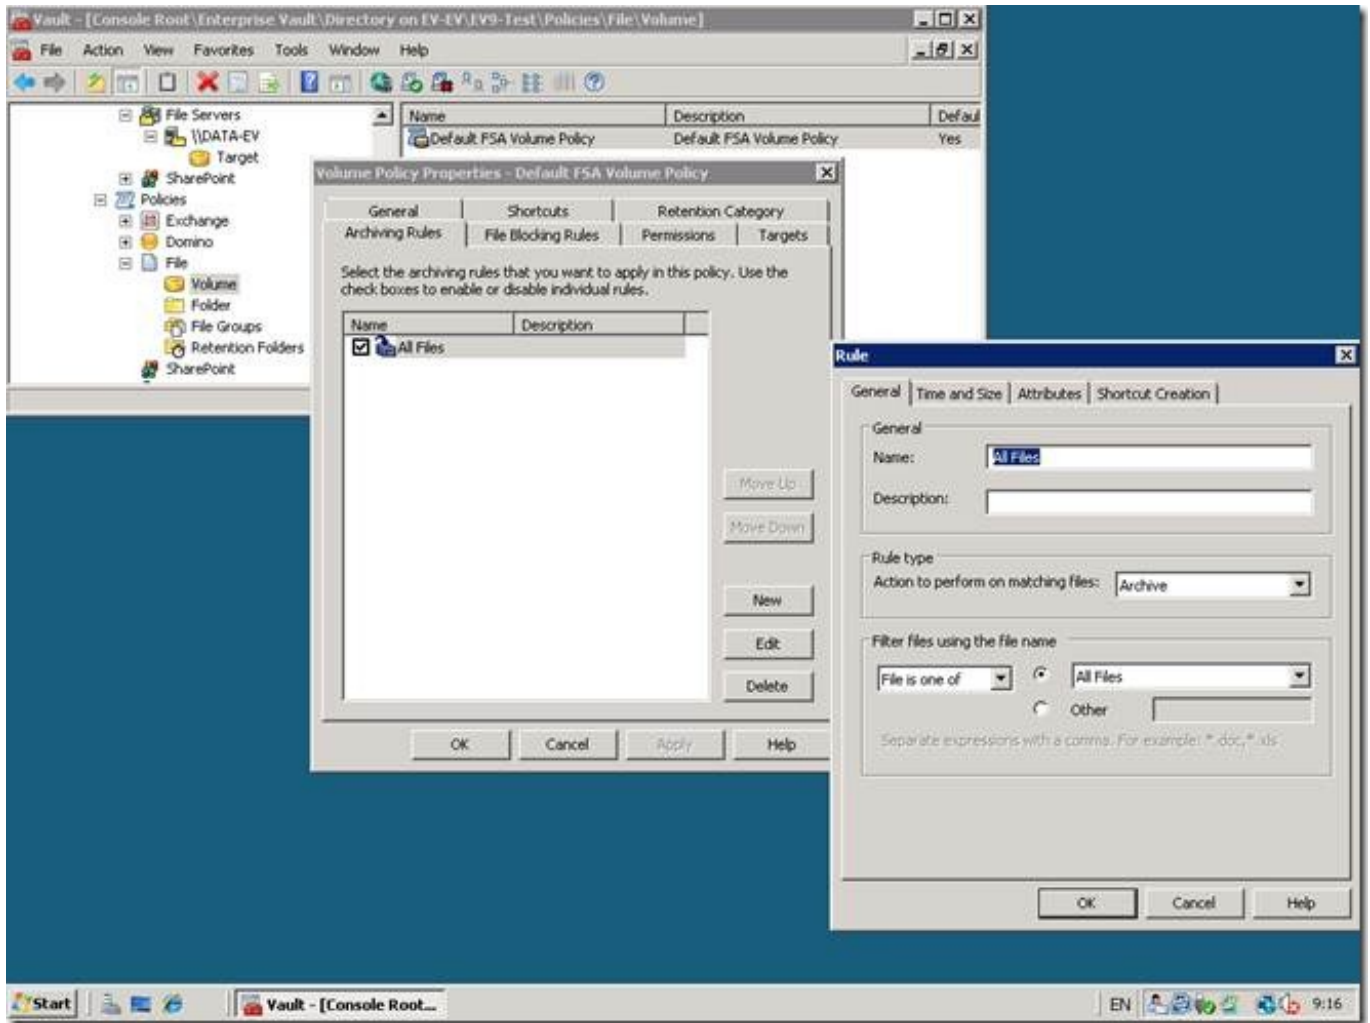 Vault - [Console Root\Enterprise Vault\Directory on EV-EV\EV9-Test\Policies\File\Volume]
File Action View Favorites Tools Window Help
File Servers
\\DATA-EV
Target
SharePoint
Policies
Exchange
Domino
File
Volume
Folder
File Groups
Retention Folders
SharePoint
Name Description Defaul
Default FSA Volume Policy Default FSA Volume Policy Yes
Volume Policy Properties - Default FSA Volume Policy
General Shortcuts Retention Category
Archiving Rules File Blocking Rules Permissions Targets
Select the archiving rules that you want to apply in this policy. Use the
check boxes to enable or disable individual rules.
Name Description
All Files
Move Up
Move Down
New
Edit
Delete
OK Cancel Apply Help
Rule
General Time and Size Attributes Shortcut Creation
General
Name: All Files
Description:
Rule type
Action to perform on matching files: Archive
Filter files using the file name
File is one of All Files
Other
Separate expressions with a comma. For example: *.doc,*.xls
OK Cancel Help
Start Vault - [Console Root... EN 9:16